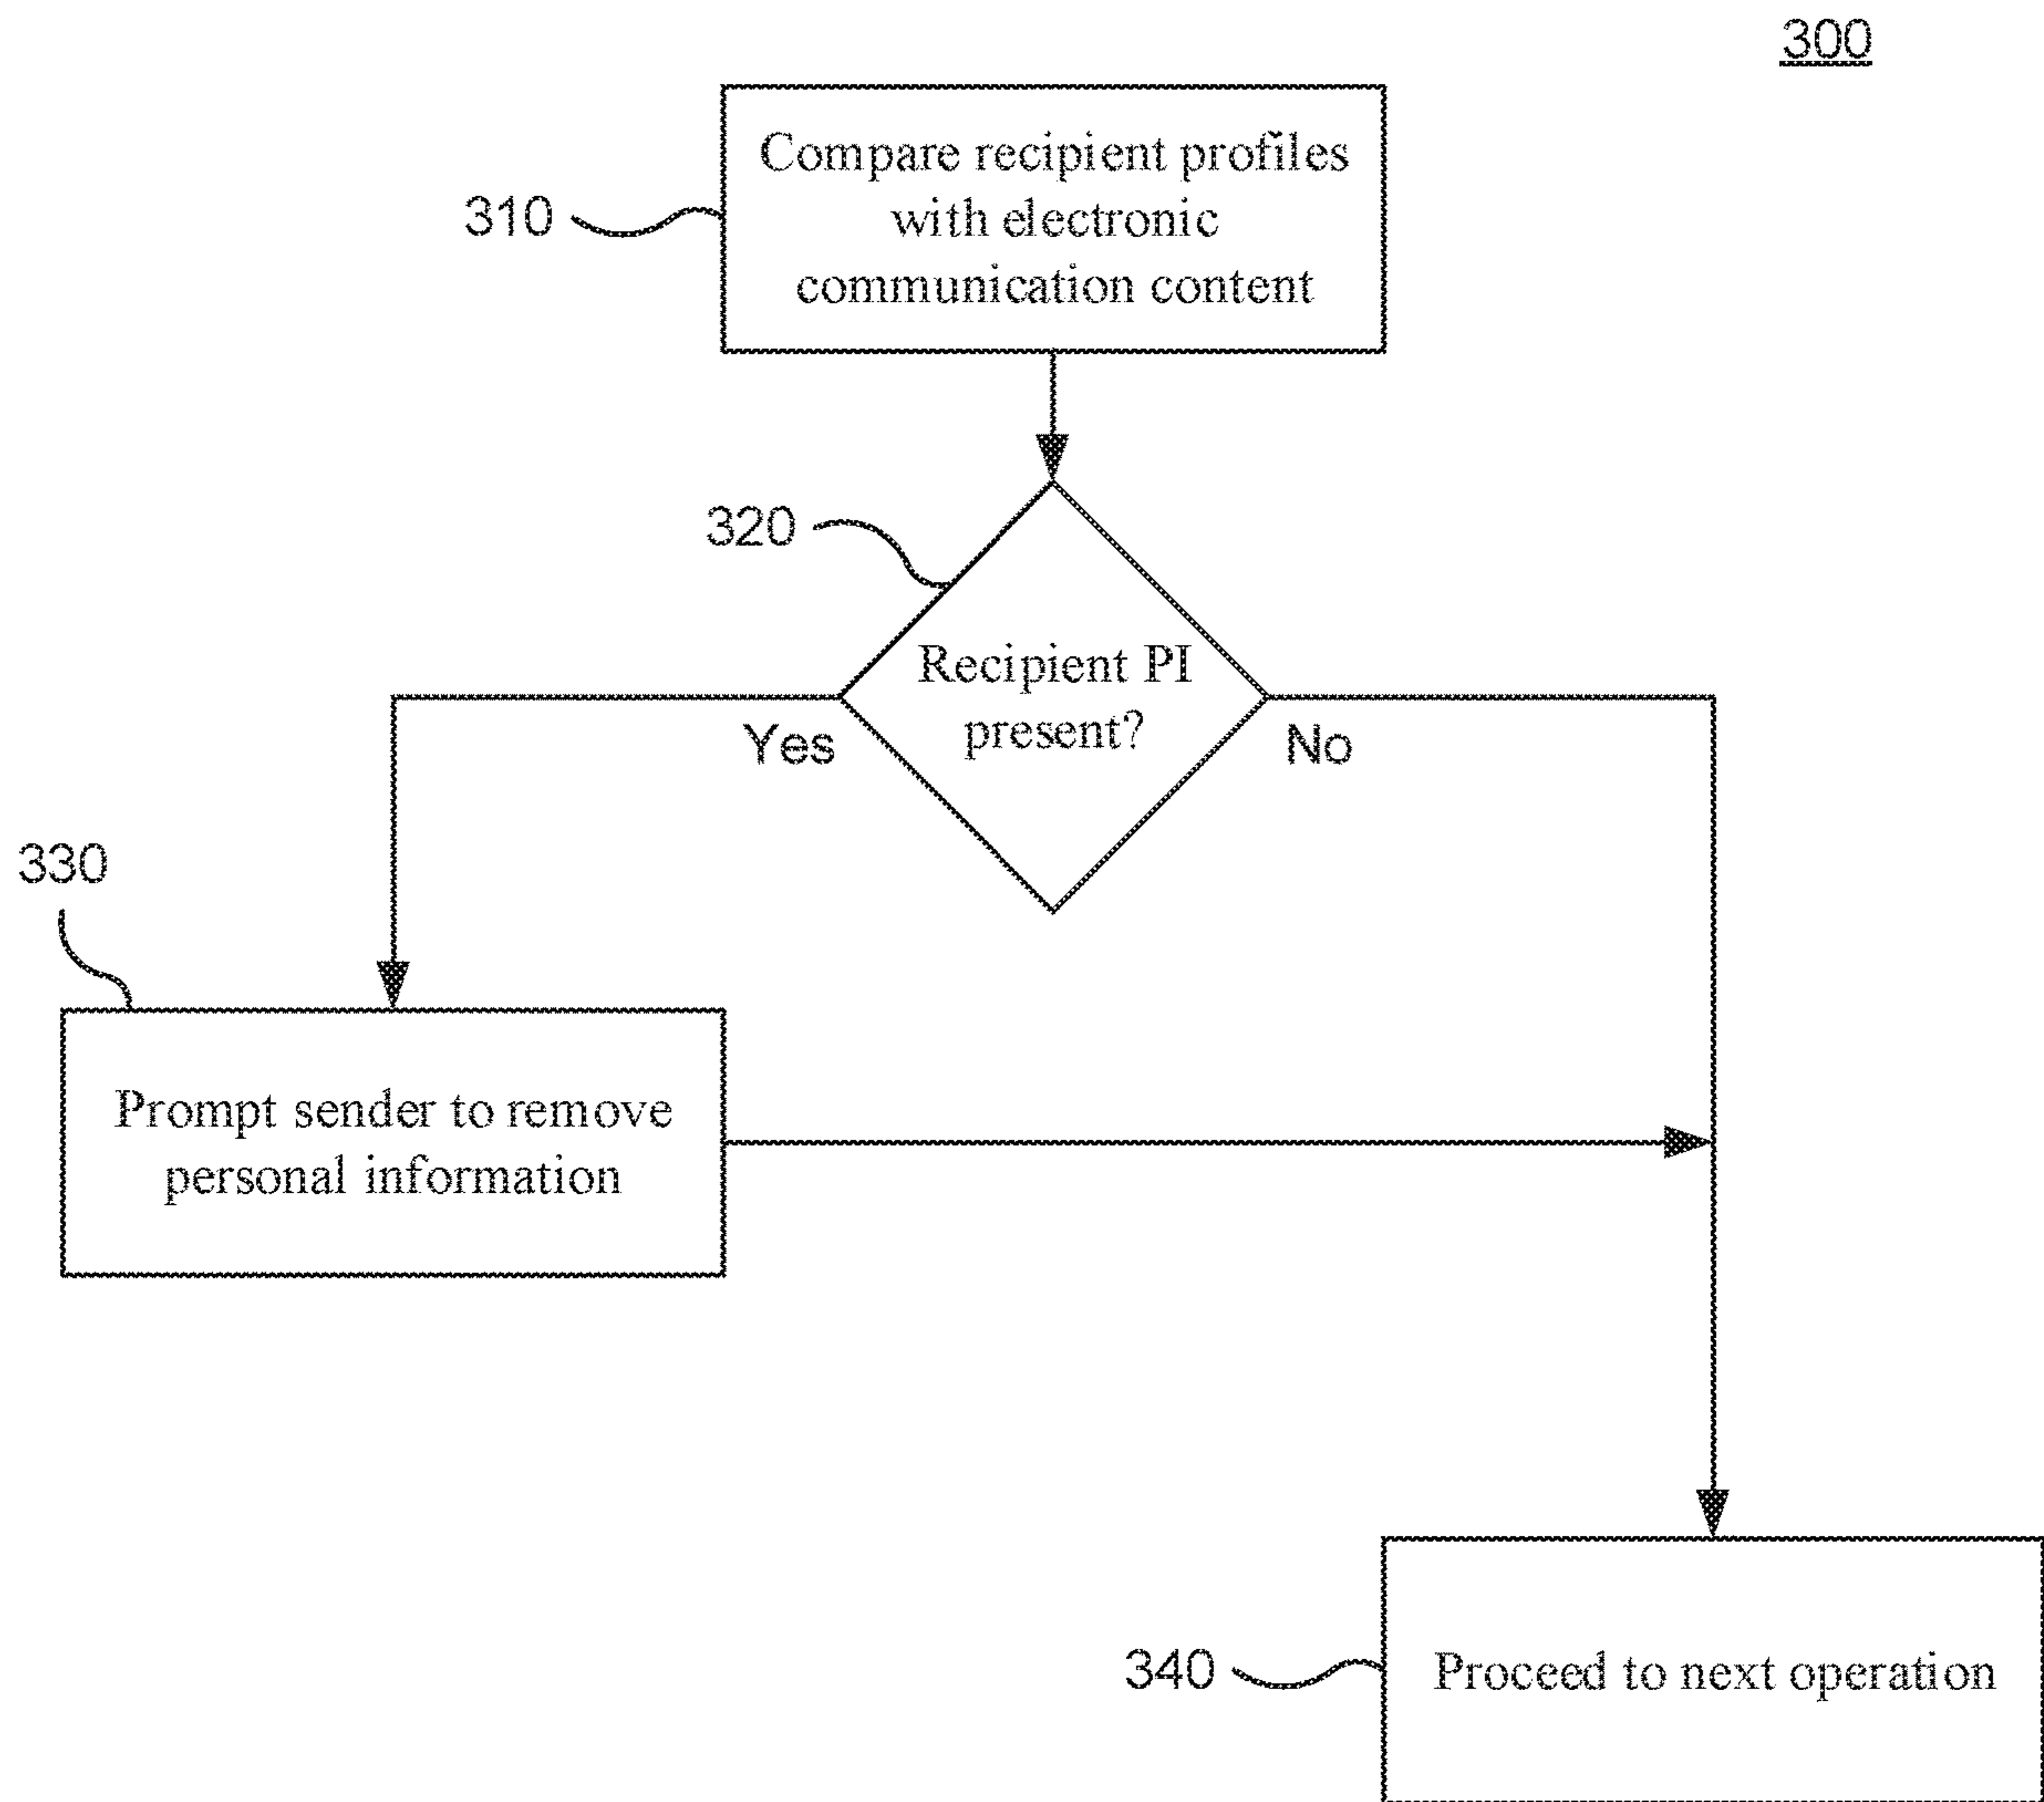 300
310
Compare recipient profiles
with electronic
communication content
320
Recipient PI
present?
Yes
No
330
Prompt sender to remove
personal information
340
Proceed to next operation